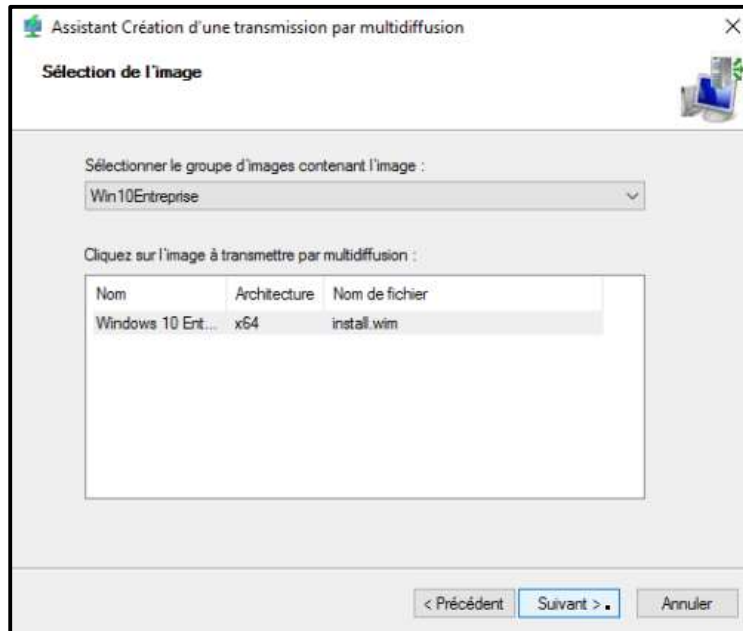 Assistant Création d'une transmission par multidiffusion
Sélection de l'image
Sélectionner le groupe d'images contenant l'image :
Win10Entreprise
Cliquez sur l'image à transmettre par multidiffusion :
Nom Architecture Nom de fichier
Windows 10 Ent... x64 install.wim
< Précédent Suivant > Annuler